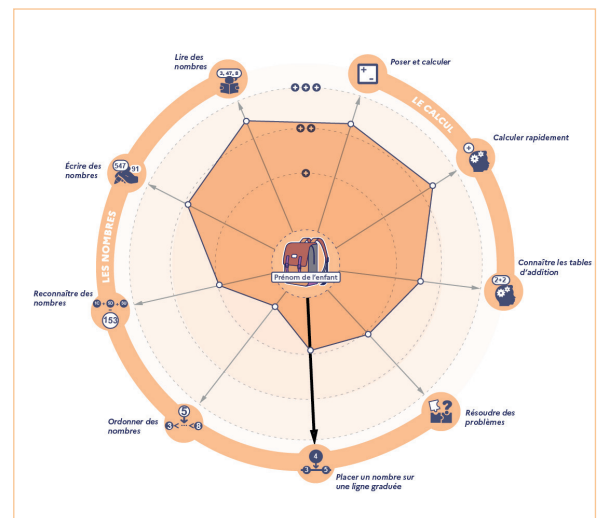 Lire des
nombres
3, 47, 8
Poser et calculer
+
-
LE CALCUL
+
Calculer rapidement
+++
++
+
Écrire des
nombres
547
91
LES NOMBRES
Prénom de l'enfant
Connaître les tables
d'addition
2+2
Reconnaître des
nombres
153
Ordonner des
nombres
5
3< ... <8
Résoudre des
problèmes
?
4
3 5
Placer un nombre sur
une ligne graduée